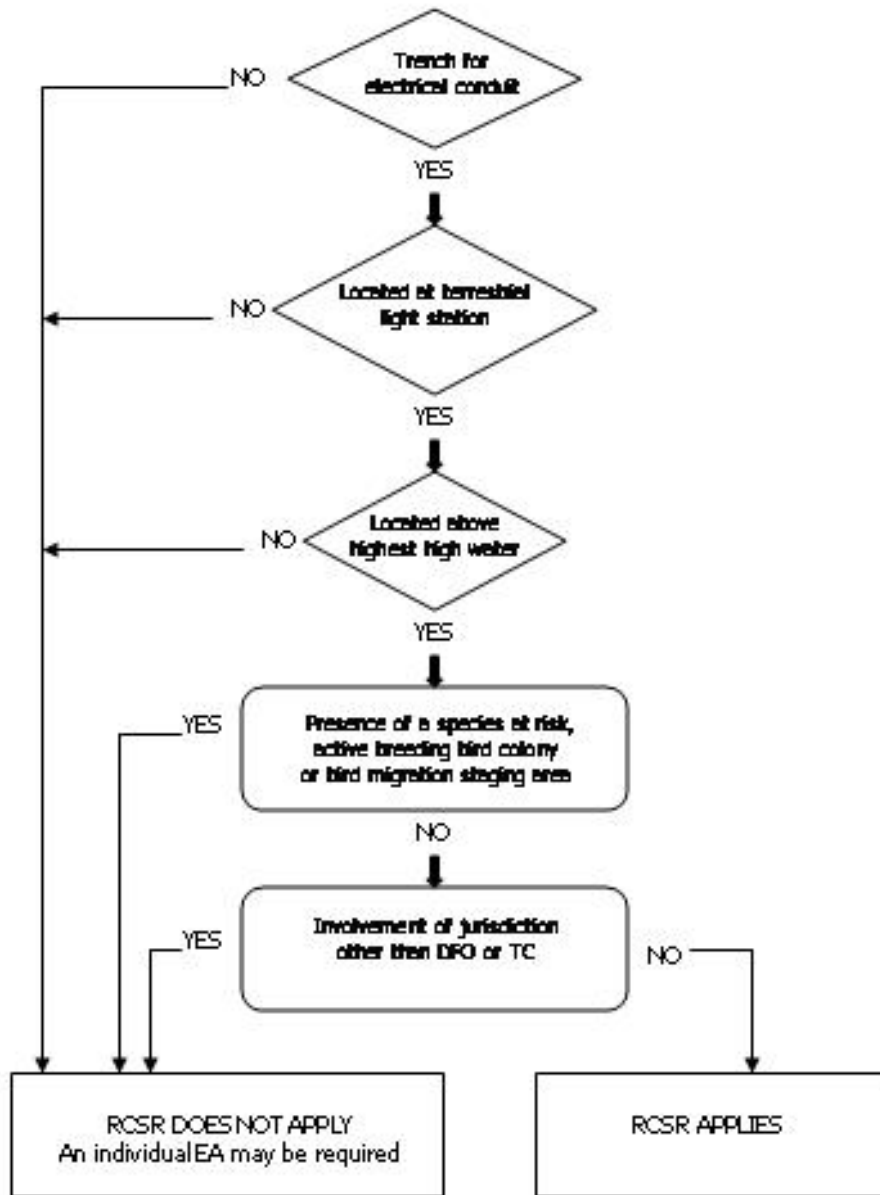 Trench for
electrical conduit
NO
YES
Located at terrestrial
light station
NO
YES
Located above
highest high water
NO
YES
Presence of a species at risk,
active breeding bird colony
or bird migration staging area
YES
NO
Involvement of jurisdiction
other then DFO or TC
YES
NO
RCSR DOES NOT APPLY
An individual EA may be required
RCSR APPLIES